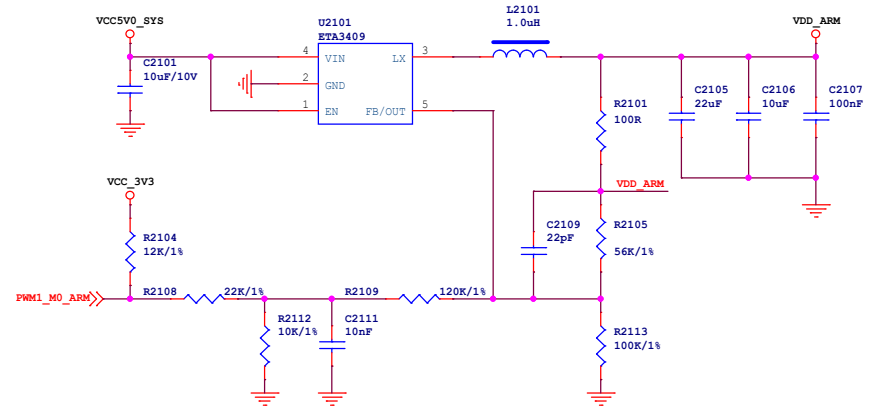 VCC5V0_SYS
U2101
ETA3409
L2101
1.0uH
VDD_ARM
C2101
10uF/10V
4
VIN
LX
3
2
GND
1
EN
FB/OUT
5
R2101
100R
C2105
22uF
C2106
10uF
C2107
100nF
VDD_ARM
VCC_3V3
R2104
12K/1%
C2109
22pF
R2105
56K/1%
PWM1_M0_ARM
R2108
22K/1%
R2109
120K/1%
R2112
10K/1%
C2111
10nF
R2113
100K/1%